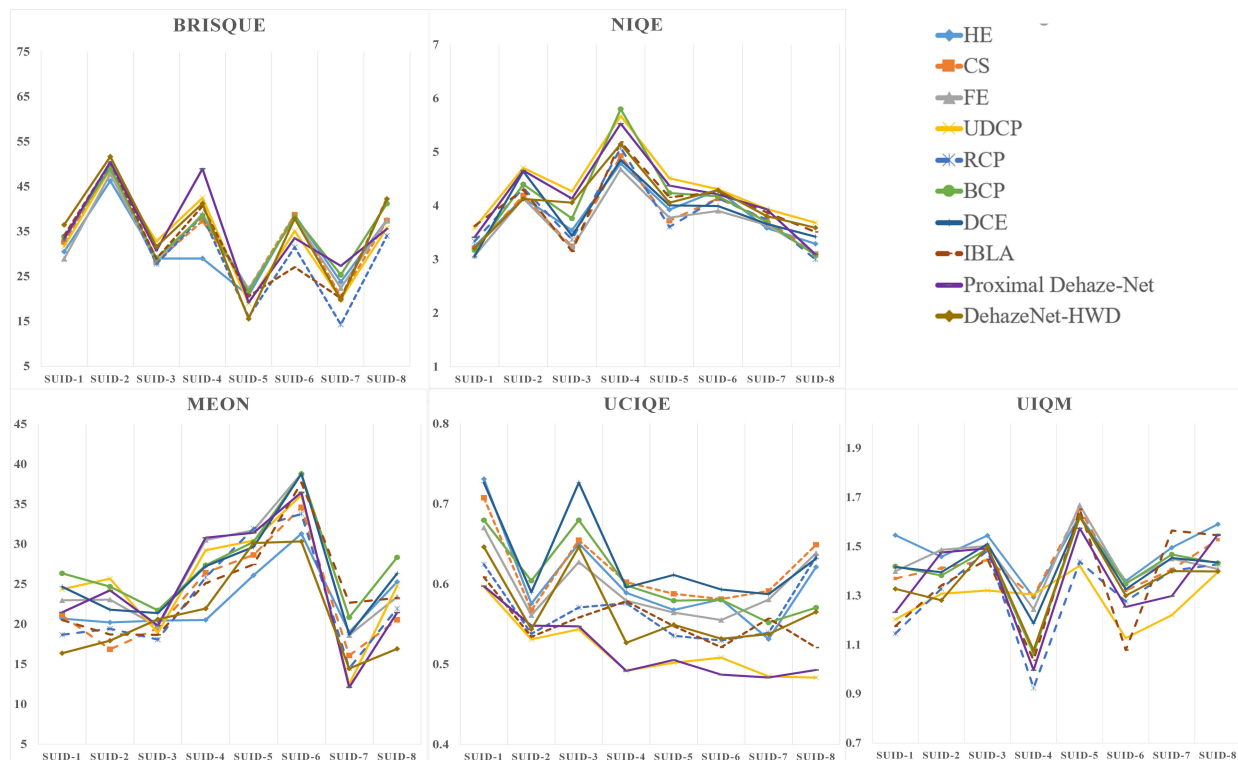 BRISQUE
75
65
55
45
35
25
15
5
SUID-1 SUID-2 SUID-3 SUID-4 SUID-5 SUID-6 SUID-7 SUID-8
NIQE
7
6
5
4
3
2
1
SUID-1 SUID-2 SUID-3 SUID-4 SUID-5 SUID-6 SUID-7 SUID-8
HE
CS
FE
UDCP
RCP
BCP
DCE
IBLA
Proximal Dehaze-Net
DehazeNet-HWD
MEON
45
40
35
30
25
20
15
10
5
SUID-1 SUID-2 SUID-3 SUID-4 SUID-5 SUID-6 SUID-7 SUID-8
UCIQE
0.8
0.7
0.6
0.5
0.4
SUID-1 SUID-2 SUID-3 SUID-4 SUID-5 SUID-6 SUID-7 SUID-8
UIQM
1.9
1.7
1.5
1.3
1.1
0.9
0.7
SUID-1 SUID-2 SUID-3 SUID-4 SUID-5 SUID-6 SUID-7 SUID-8